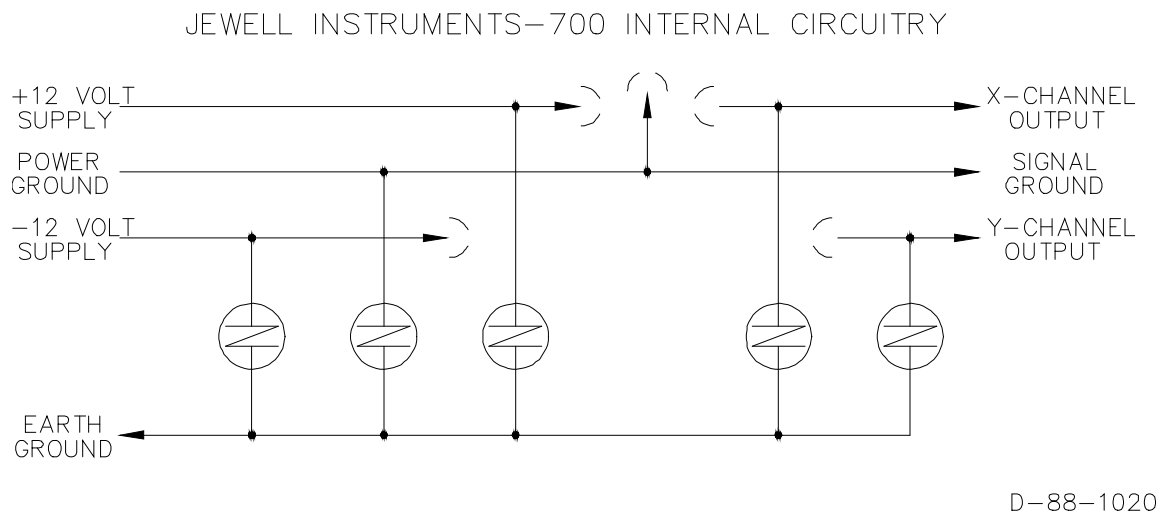 JEWELL INSTRUMENTS-700 INTERNAL CIRCUITRY
+12 VOLT
SUPPLY
X-CHANNEL
OUTPUT
POWER
GROUND
SIGNAL
GROUND
-12 VOLT
SUPPLY
Y-CHANNEL
OUTPUT
EARTH
GROUND
D-88-1020